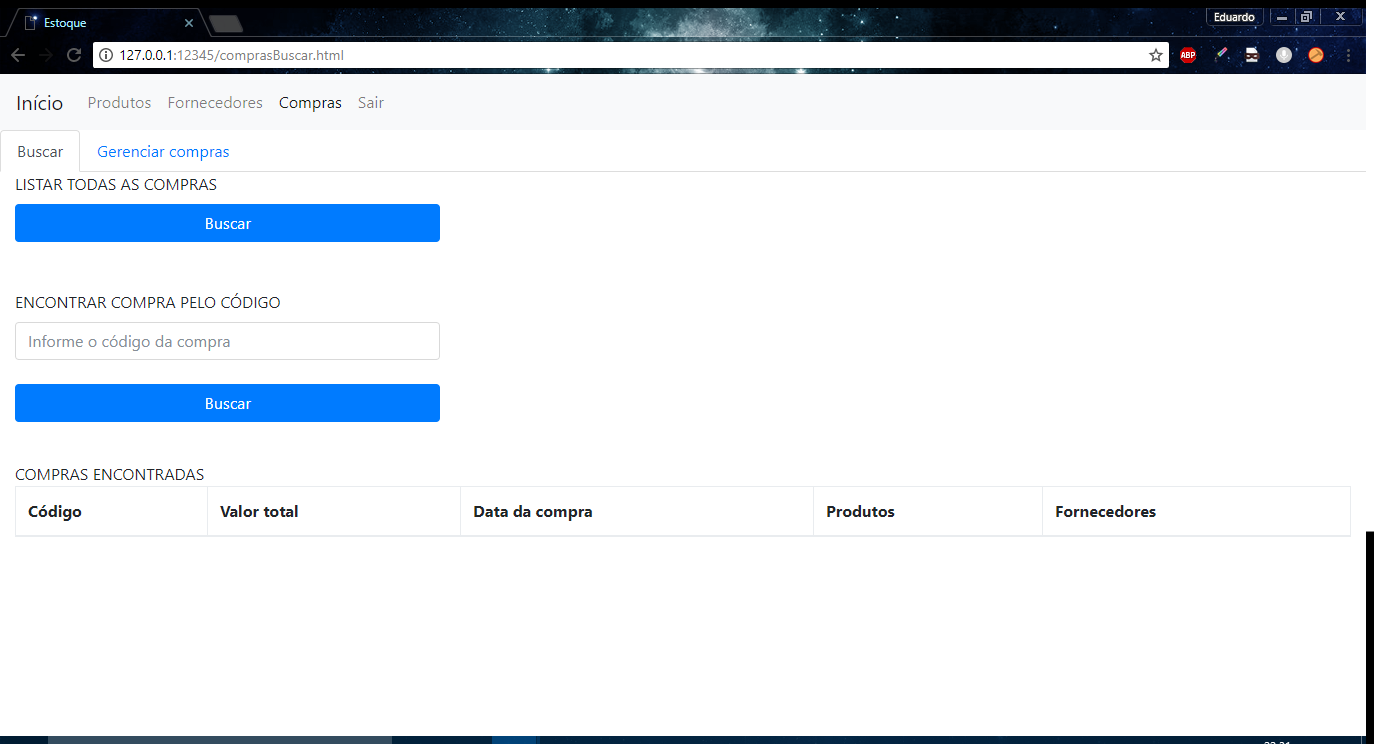 Estoque
Eduardo
127.0.0.1:12345/comprasBuscar.html
ABP
Início Produtos Fornecedores Compras Sair
Buscar Gerenciar compras
LISTAR TODAS AS COMPRAS
Buscar
ENCONTRAR COMPRA PELO CÓDIGO
Informe o código da compra
Buscar
COMPRAS ENCONTRADAS
Código Valor total Data da compra Produtos Fornecedores